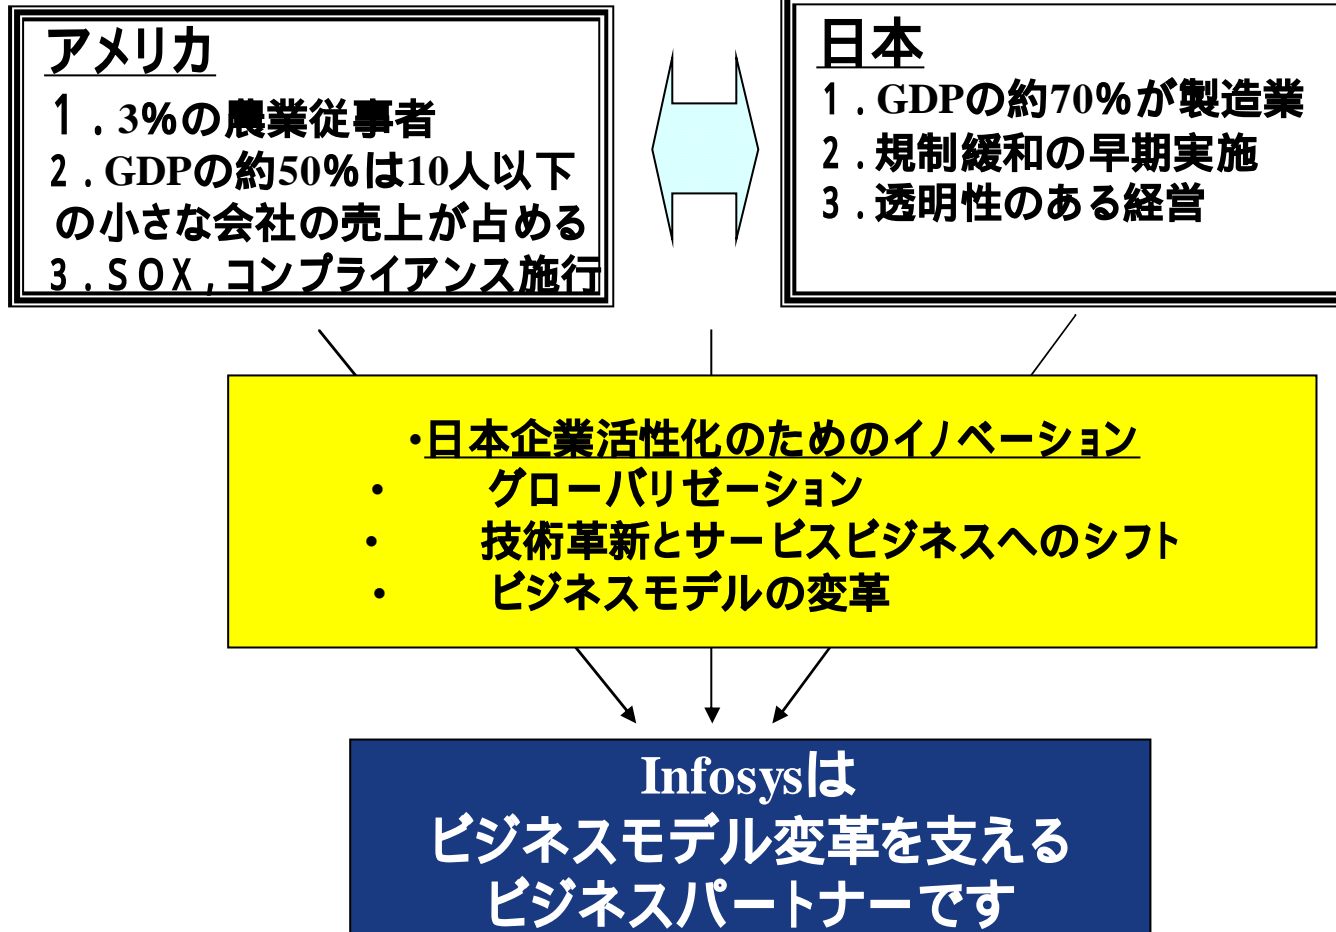 アメリカ
１．3%の農業従事者
２．GDPの約50%は10人以下
の小さな会社の売上が占める
３．ＳＯＸ,コンプライアンス施行
日本
１．GDPの約70%が製造業
２．規制緩和の早期実施
３．透明性のある経営
・日本企業活性化のためのイノベーション
・ グローバリゼーション
・ 技術革新とサービスビジネスへのシフト
・ ビジネスモデルの変革
Infosysは
ビジネスモデル変革を支える
ビジネスパートナーです